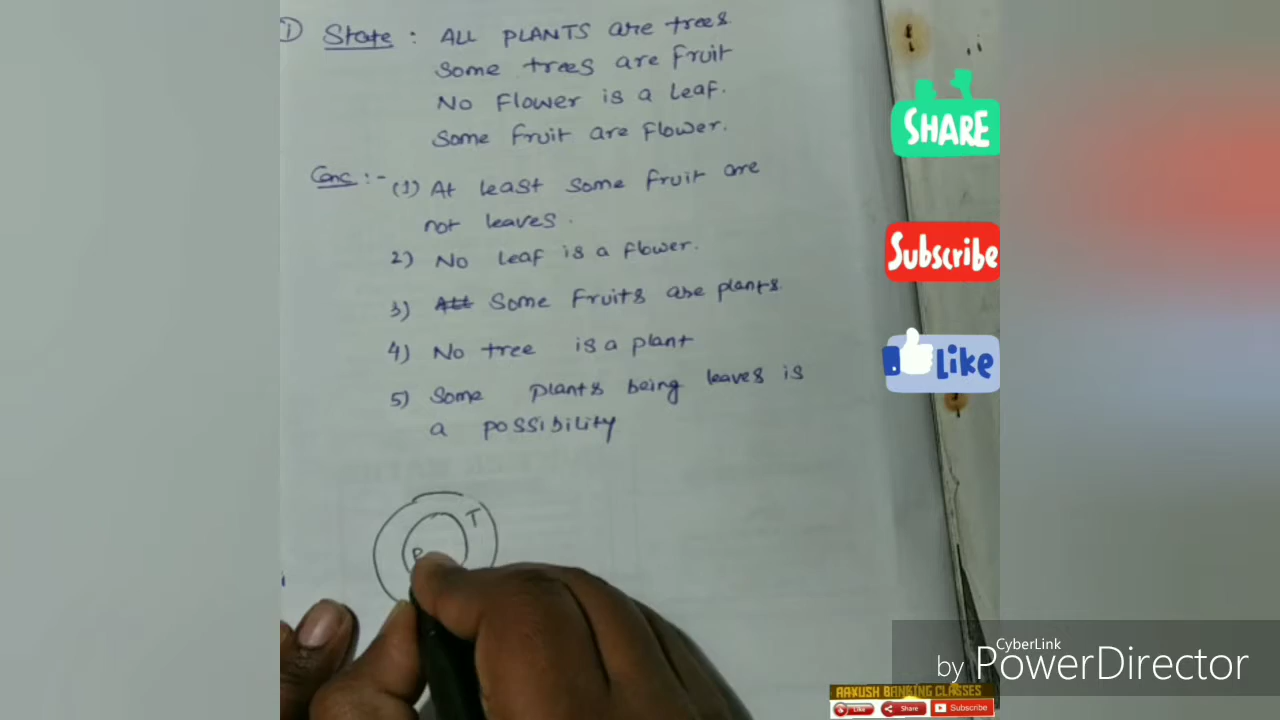 1) State : ALL PLANTS are trees
Some trees are fruit
No Flower is a Leaf.
Some fruit are flower.
Conc :- (1) At least some fruit are
not leaves.
2) No leaf is a flower.
3) All Some Fruits are plants.
4) No tree is a plant
5) Some plants being leaves is
a possibility
T
P
SHARE
Subscribe
Like
CyberLink
by PowerDirector
AAYUSH BANKING CLASSES
Like Share Subscribe